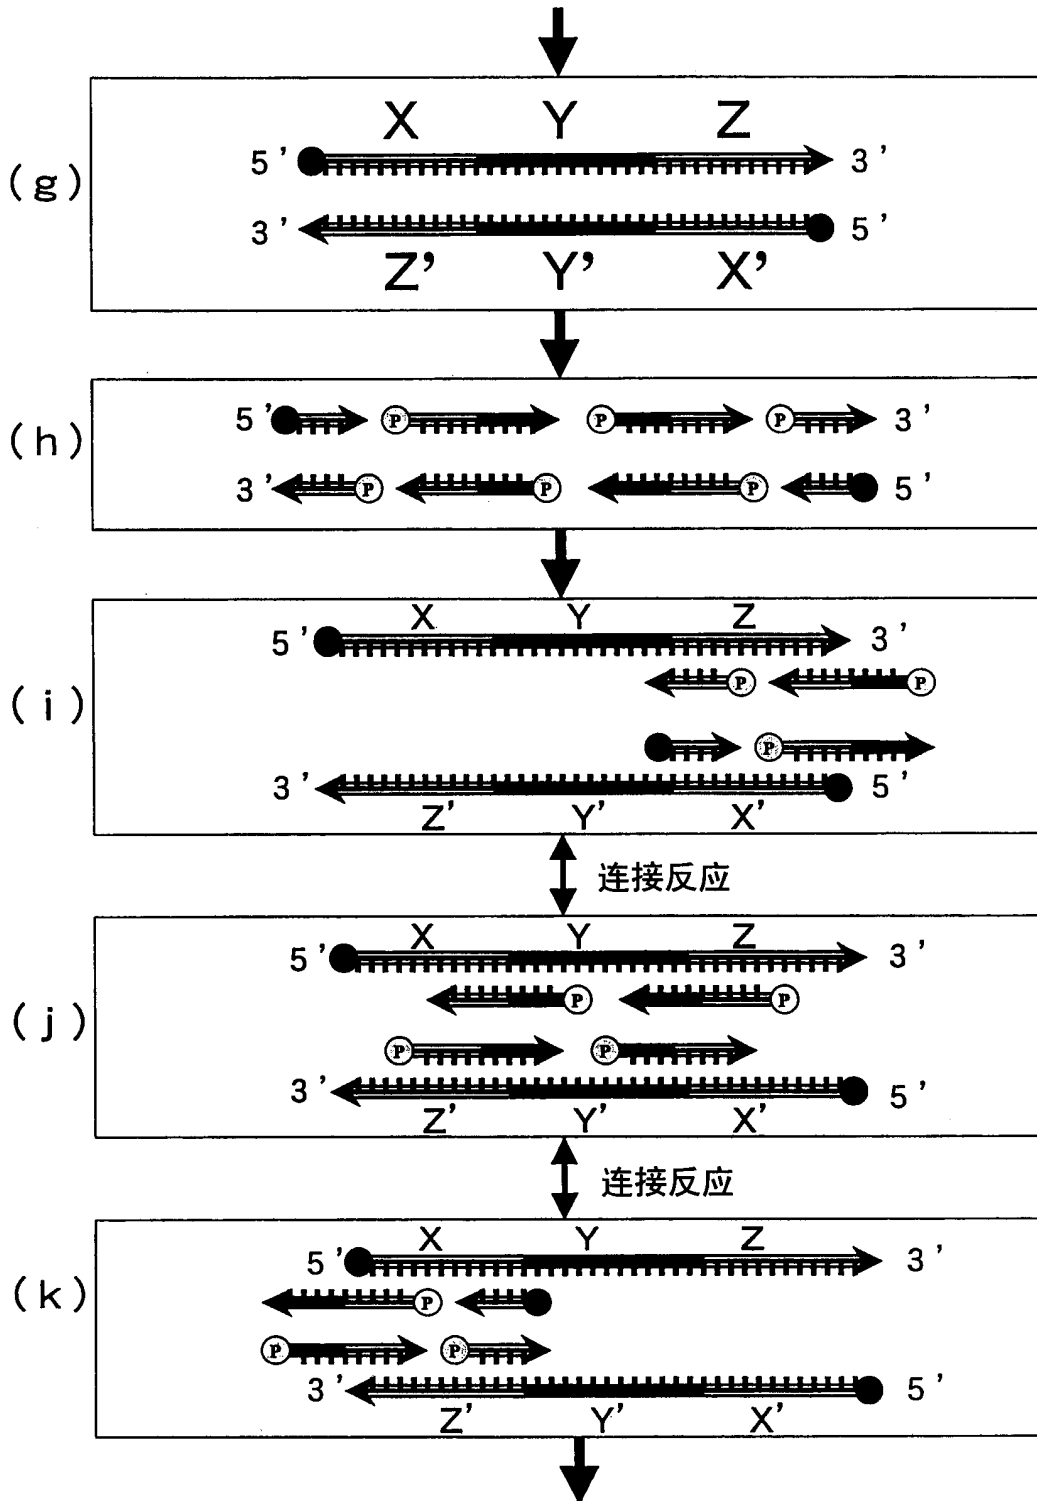 X Y Z
(g) 5' 3'
3' 5'
Z' Y' X'
(h) 5' P P P 3'
3' P P P 5'
X Y Z
5' 3'
(i) P P
P
3' 5'
Z' Y' X'
连接反应
X Y Z
5' 3'
(j) P P
P P
3' 5'
Z' Y' X'
连接反应
X Y Z
5' 3'
(k) P
P P
3' 5'
Z' Y' X'